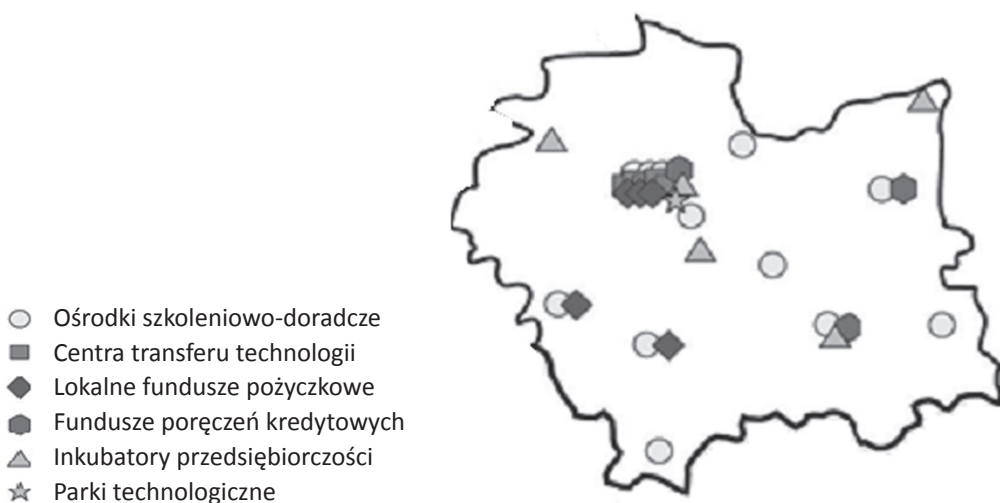 Ośrodki szkoleniowo-doradcze
Centra transferu technologii
Lokalne fundusze pożyczkowe
Fundusze poręczeń kredytowych
Inkubatory przedsiębiorczości
Parki technologiczne